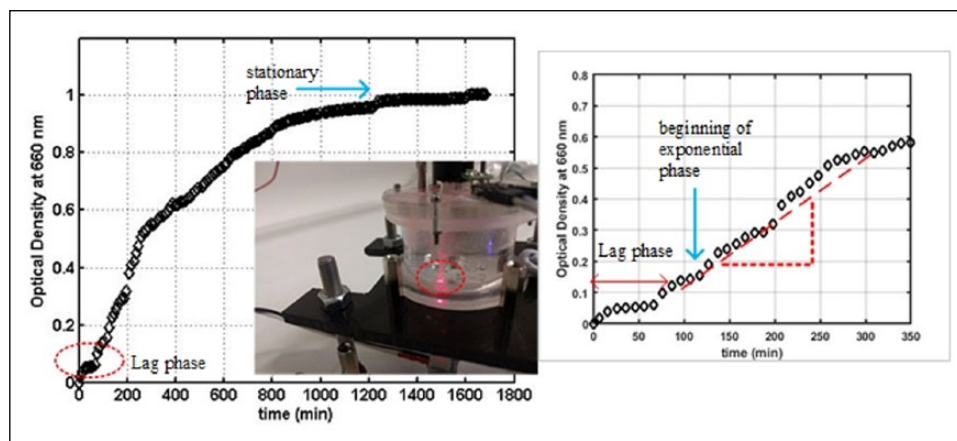 Optical Density at 660 nm
1
0.8
0.6
0.4
0.2
0
0 200 400 600 800 1000 1200 1400 1600 1800
time (min)
stationary
phase
Lag phase
Optical Density at 660 nm
0.8
0.7
0.6
0.5
0.4
0.3
0.2
0.1
0
0 50 100 150 200 250 300 350
time (min)
beginning of
exponential
phase
Lag phase